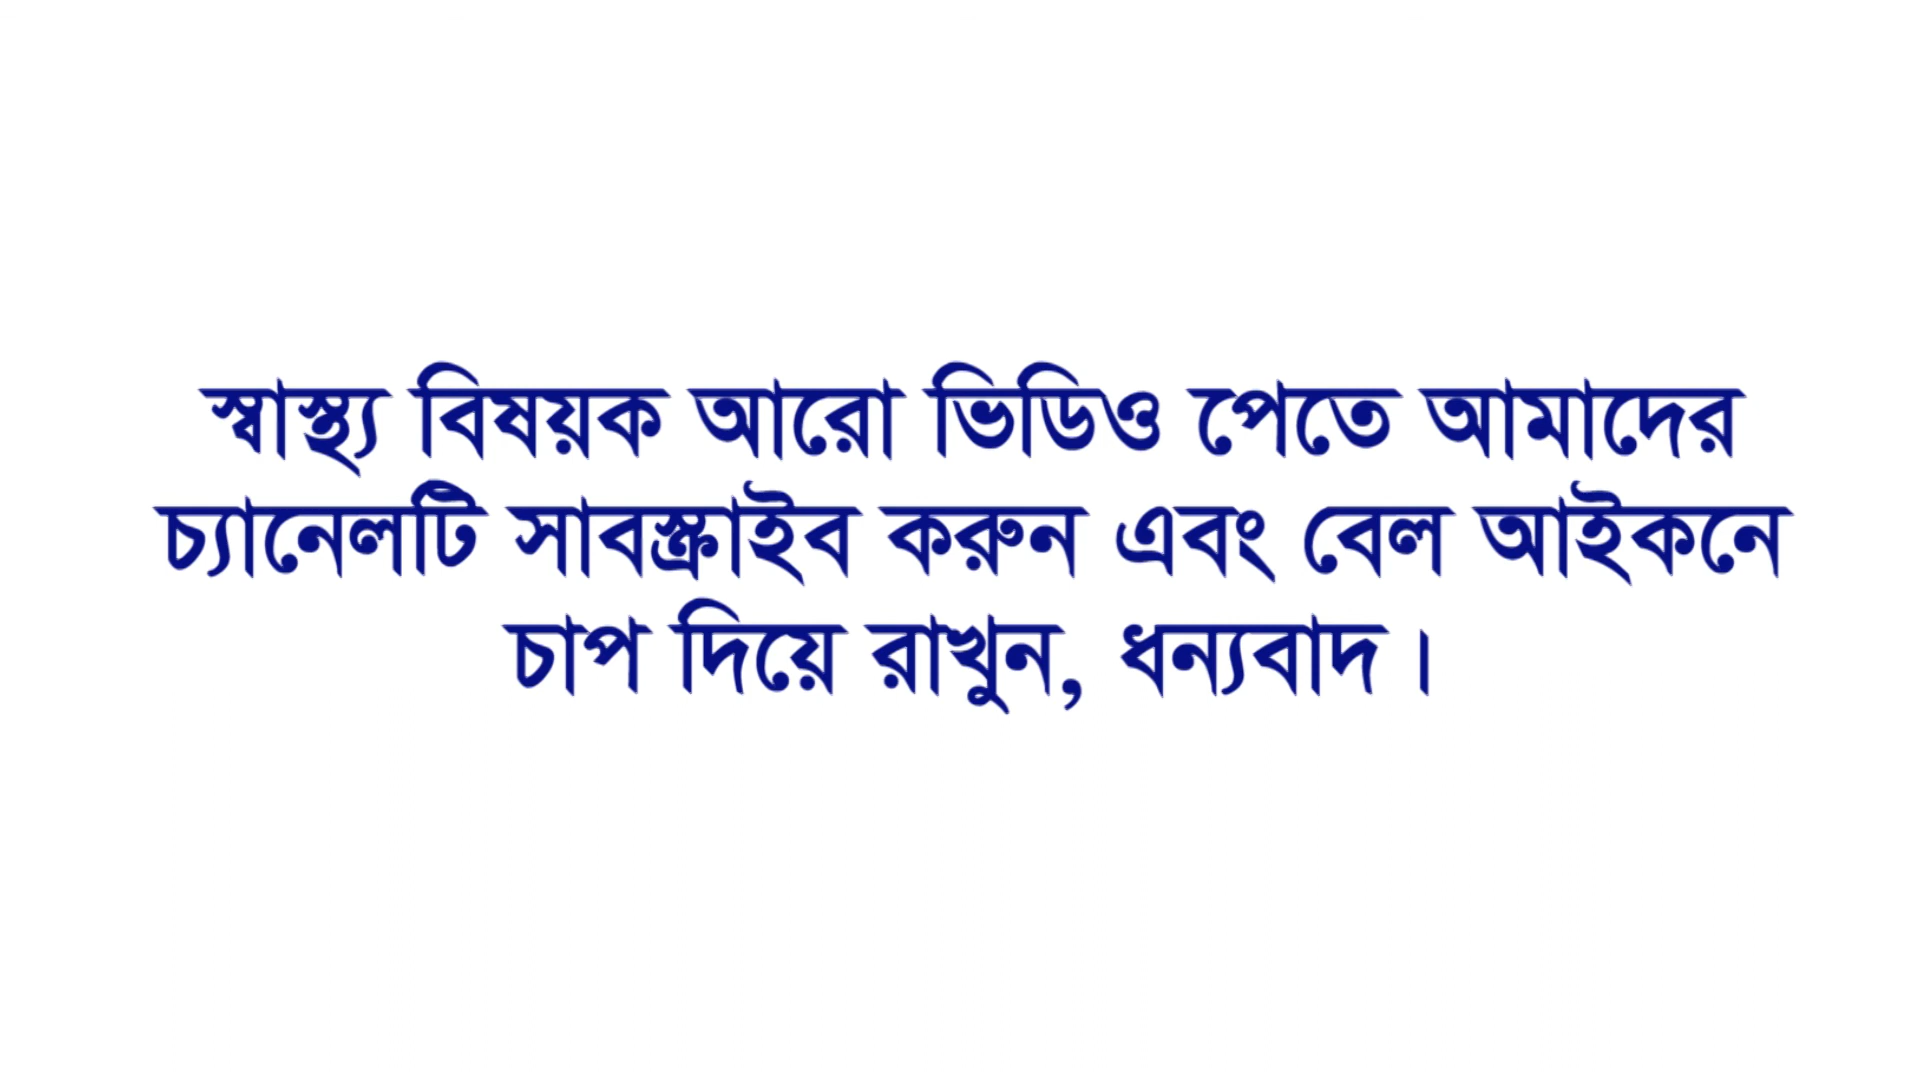 স্বাস্থ্য বিষয়ক আরো ভিডিও পেতে আমাদের
চ্যানেলটি সাবস্ক্রাইব করুন এবং বেল আইকনে
চাপ দিয়ে রাখুন, ধন্যবাদ।